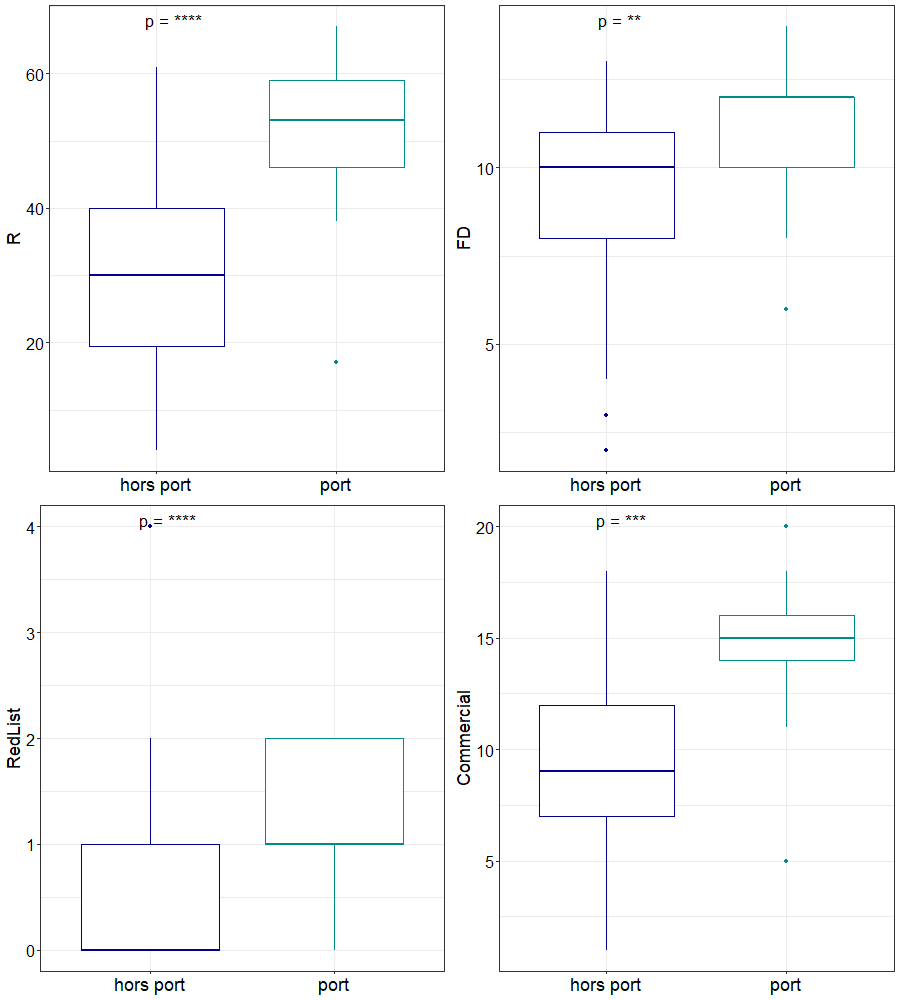 p = ****
60
40
20
R
hors port
port
p = **
10
5
FD
hors port
port
p = ****
4
3
2
1
0
RedList
hors port
port
p = ***
20
15
10
5
Commercial
hors port
port